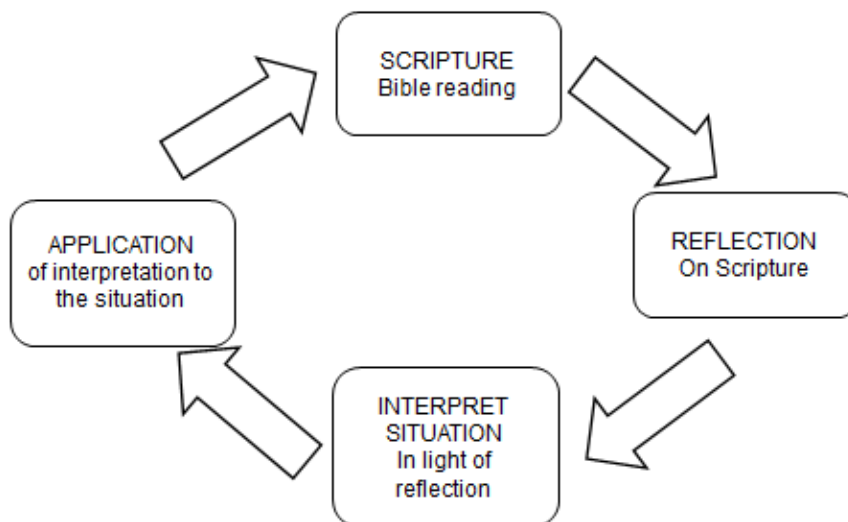 SCRIPTURE
Bible reading
REFLECTION
On Scripture
INTERPRET
SITUATION
In light of
reflection
APPLICATION
of interpretation to
the situation